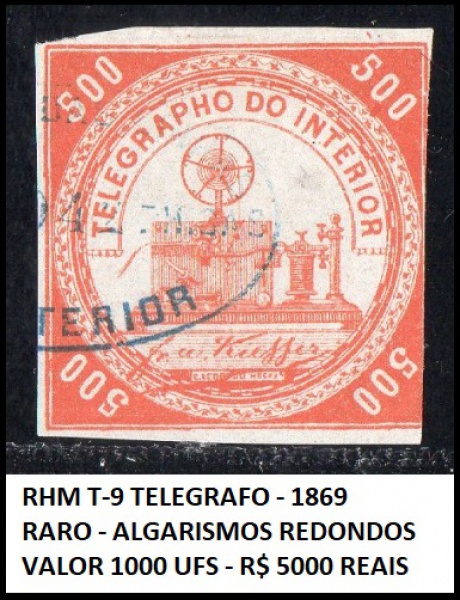 500 500
TELEGRAPHO DO INTERIOR
TERIOR
500 500
RHM T-9 TELEGRAFO - 1869
RARO - ALGARISMOS REDONDOS
VALOR 1000 UFS - R$ 5000 REAIS